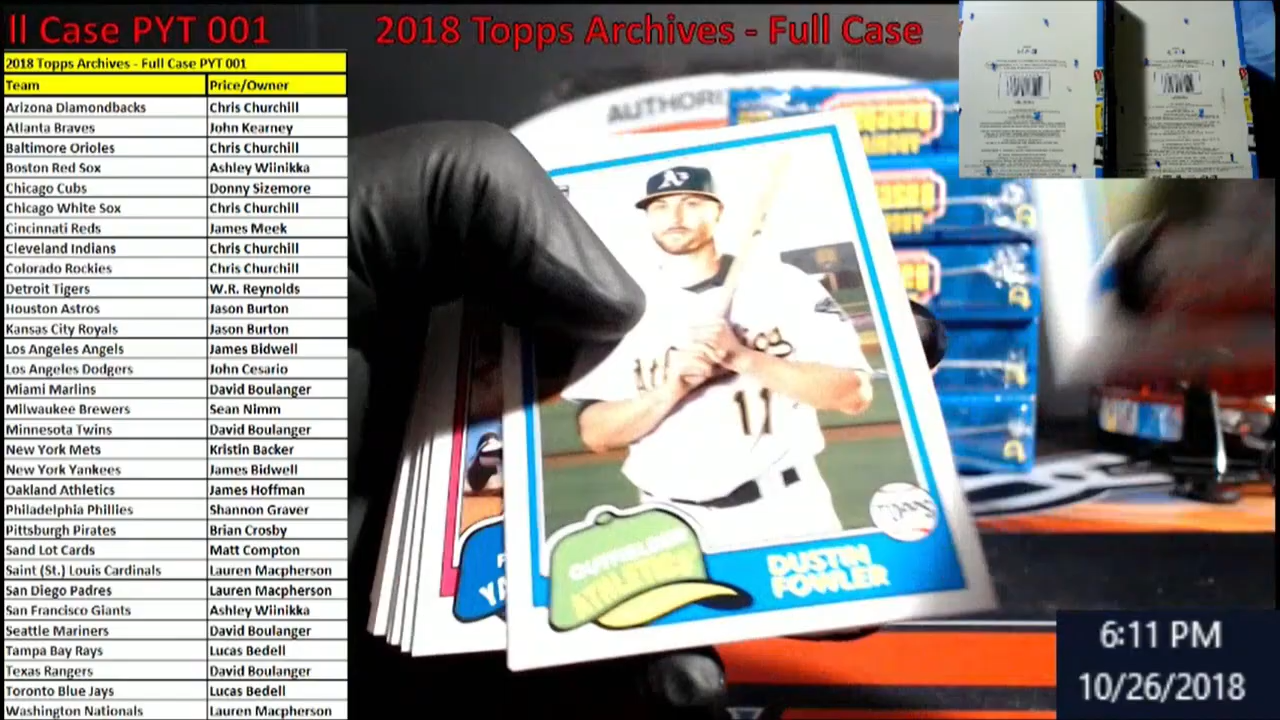 ll Case PYT 001
2018 Topps Archives - Full Case
2018 Topps Archives - Full Case PYT 001
Team Price/Owner
Arizona Diamondbacks Chris Churchill
Atlanta Braves John Kearney
Baltimore Orioles Chris Churchill
Boston Red Sox Ashley Wiinikka
Chicago Cubs Donny Sizemore
Chicago White Sox Chris Churchill
Cincinnati Reds James Meek
Cleveland Indians Chris Churchill
Colorado Rockies Chris Churchill
Detroit Tigers W.R. Reynolds
Houston Astros Jason Burton
Kansas City Royals Jason Burton
Los Angeles Angels James Bidwell
Los Angeles Dodgers John Cesario
Miami Marlins David Boulanger
Milwaukee Brewers Sean Nimm
Minnesota Twins David Boulanger
New York Mets Kristin Backer
New York Yankees James Bidwell
Oakland Athletics James Hoffman
Philadelphia Phillies Shannon Graver
Pittsburgh Pirates Brian Crosby
Sand Lot Cards Matt Compton
Saint (St.) Louis Cardinals Lauren Macpherson
San Diego Padres Lauren Macpherson
San Francisco Giants Ashley Wiinikka
Seattle Mariners David Boulanger
Tampa Bay Rays Lucas Bedell
Texas Rangers David Boulanger
Toronto Blue Jays Lucas Bedell
Washington Nationals Lauren Macpherson
AUTHORI
A's
11
Topps
OUTFIELDER
ATHLETICS
DUSTIN
FOWLER
YA
6:11 PM
10/26/2018